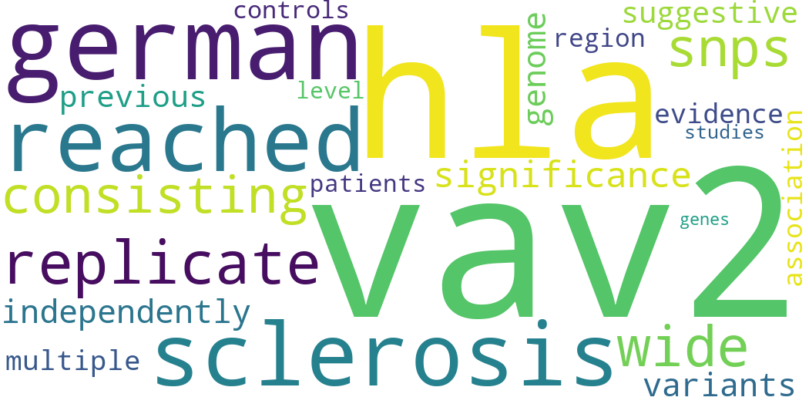 controls
suggestive
german
hla
genome
region
snps
previous
level
evidence
reached
studies
association
consisting
patients
significance
vav2
genes
replicate
independently
sclerosis
wide
multiple
variants